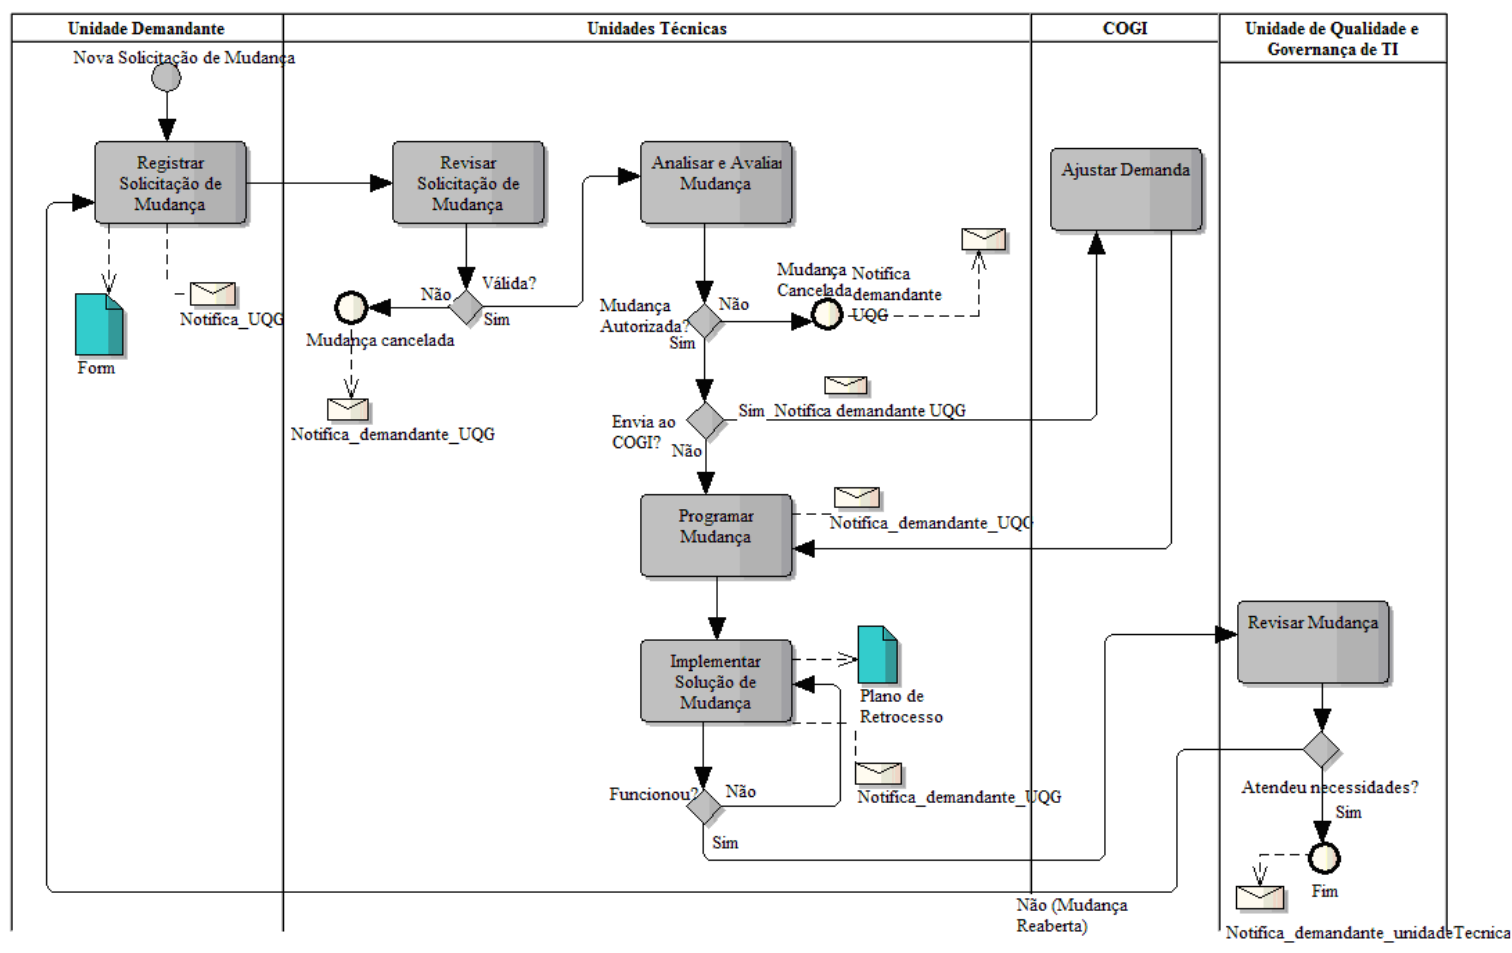 Unidade Demandante
Unidades Técnicas
COGI
Unidade de Qualidade e
Governança de TI
Nova Solicitação de Mudança
Registrar
Solicitação de
Mudança
Revisar
Solicitação de
Mudança
Analisar e Avaliar
Mudança
Ajustar Demanda
Form
Notifica_UQG
Válida?
Não
Sim
Mudança cancelada
Notifica_demandante_UQG
Mudança
Autorizada?
Não
Sim
Mudança
Cancelada
Notifica
demandante
UQG
Envia ao
COGI?
Sim
Notifica demandante UQG
Não
Programar
Mudança
Notifica_demandante_UQG
Implementar
Solução de
Mudança
Plano de
Retrocesso
Notifica_demandante_UQG
Funcionou?
Não
Sim
Revisar Mudança
Atendeu necessidades?
Sim
Fim
Não (Mudança
Reaberta)
Notifica_demandante_unidadeTecnica